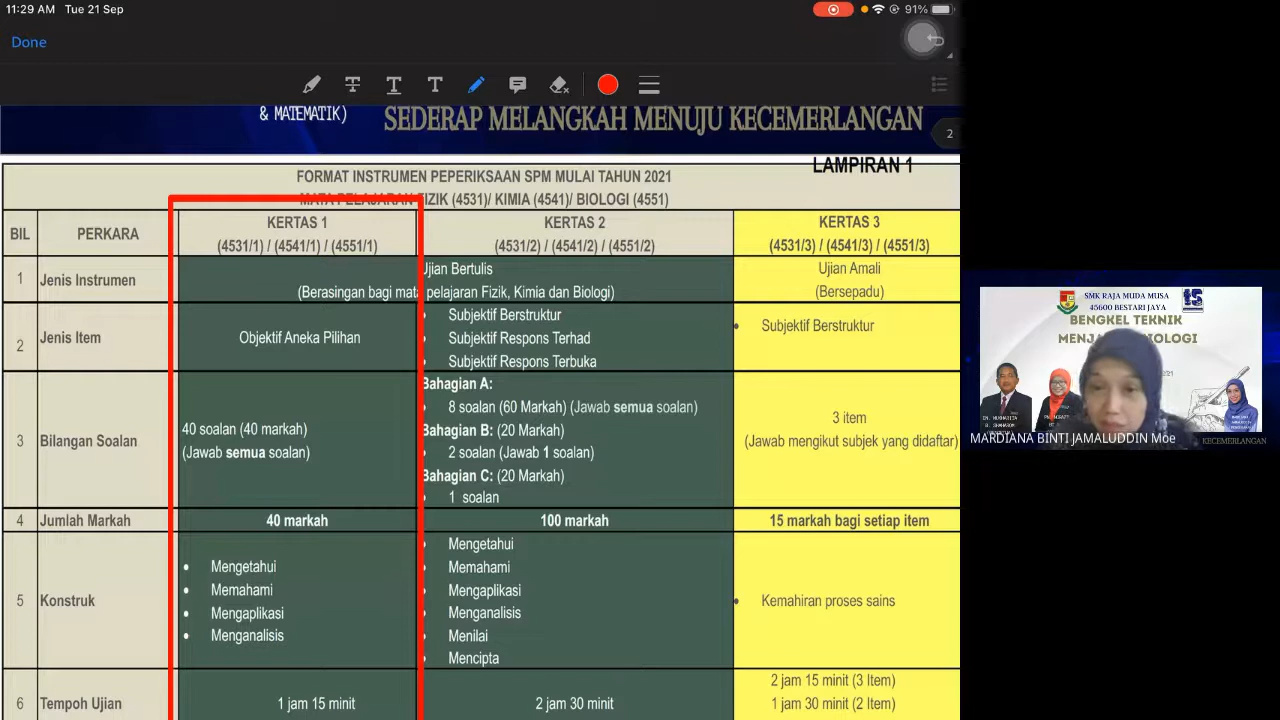 11:29 AM Tue 21 Sep
91%
Done
& MATEMATIK)
SEDERAP MELANGKAH MENUJU KECEMERLANGAN
2
LAMPIRAN 1
FORMAT INSTRUMEN PEPERIKSAAN SPM MULAI TAHUN 2021
MATA PELAJARAN FIZIK (4531)/ KIMIA (4541)/ BIOLOGI (4551)
BIL PERKARA KERTAS 1 KERTAS 2 KERTAS 3
(4531/1) / (4541/1) / (4551/1) (4531/2) / (4541/2) / (4551/2) (4531/3) / (4541/3) / (4551/3)
1 Jenis Instrumen
Ujian Bertulis
(Berasingan bagi mata pelajaran Fizik, Kimia dan Biologi)
Ujian Amali
(Bersepadu)
2 Jenis Item
Objektif Aneka Pilihan
Subjektif Berstruktur
Subjektif Respons Terhad
Subjektif Respons Terbuka
Subjektif Berstruktur
3 Bilangan Soalan
40 soalan (40 markah)
(Jawab semua soalan)
Bahagian A:
8 soalan (60 Markah) (Jawab semua soalan)
Bahagian B: (20 Markah)
2 soalan (Jawab 1 soalan)
Bahagian C: (20 Markah)
1 soalan
3 item
(Jawab mengikut subjek yang didaftar)
4 Jumlah Markah 40 markah 100 markah 15 markah bagi setiap item
5 Konstruk
Mengetahui
Memahami
Mengaplikasi
Menganalisis
Mengetahui
Memahami
Mengaplikasi
Menganalisis
Menilai
Mencipta
Kemahiran proses sains
6 Tempoh Ujian
1 jam 15 minit
2 jam 30 minit
2 jam 15 minit (3 Item)
1 jam 30 minit (2 Item)
SMK RAJA MUDA MUSA
45600 BESTARI JAYA
BENGKEL TEKNIK
MARDIANA BINTI JAMALUDDIN Moe
KECEMERLANGAN